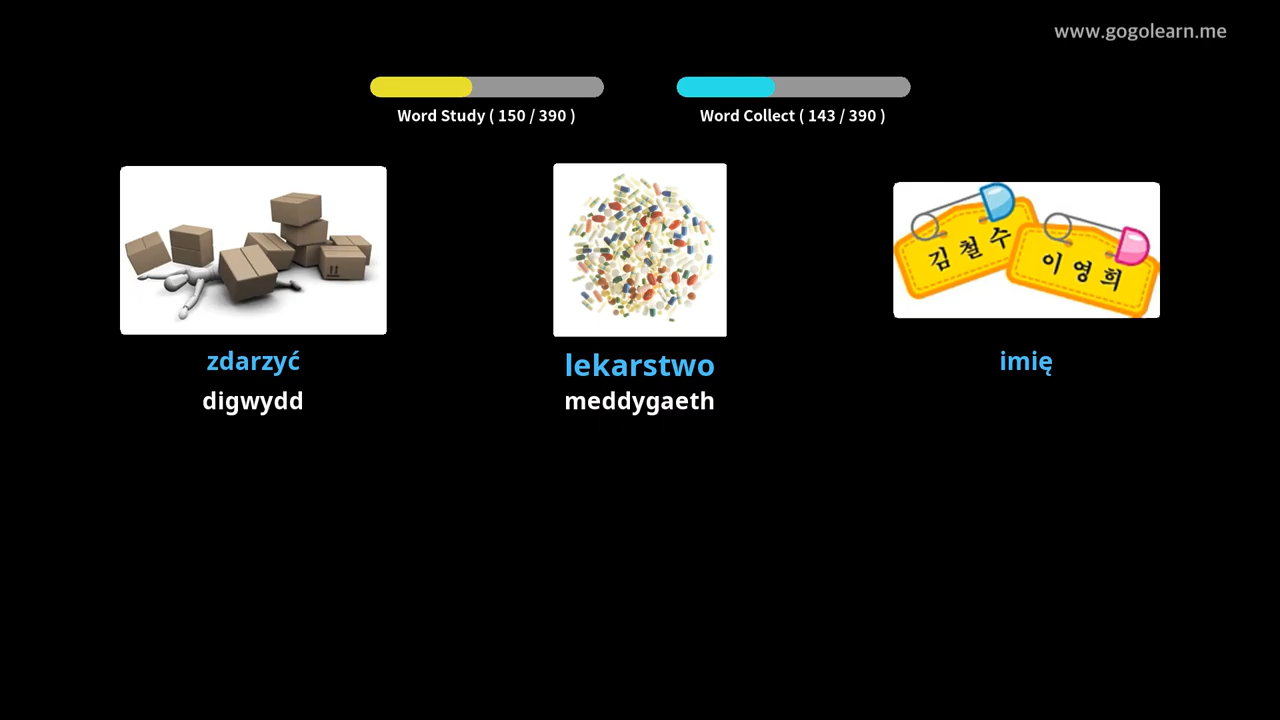 www.gogolearn.me
Word Study ( 150 / 390 )
Word Collect ( 143 / 390 )
김철수
이영희
zdarzyć
lekarstwo
imię
digwydd
meddygaeth